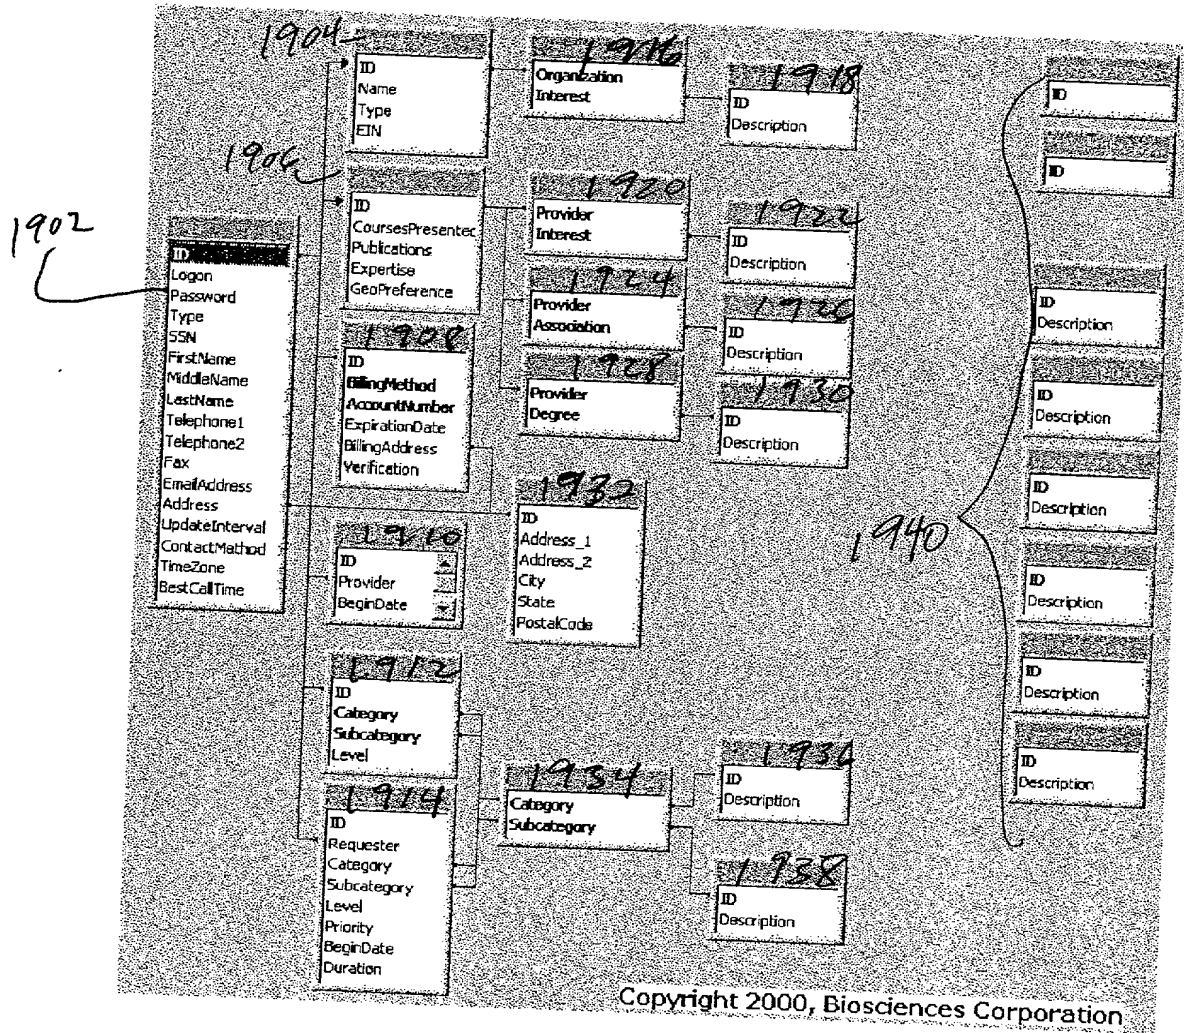 1904
ID
Name
Type
EIN
1916
Organization
Interest
1918
ID
Description
1906
ID
CoursesPresentec
Publications
Expertise
GeoPreference
1920
Provider
Interest
1922
ID
Description
1924
Provider
Association
1926
ID
Description
1928
Provider
Degree
1930
ID
Description
1902
ID
Logon
Password
Type
SSN
FirstName
MiddleName
LastName
Telephone1
Telephone2
Fax
EmailAddress
Address
UpdateInterval
ContactMethod
TimeZone
BestCallTime
1908
ID
BillingMethod
AccountNumber
ExpirationDate
BillingAddress
Verification
1932
ID
Address_1
Address_2
City
State
PostalCode
1910
ID
Provider
BeginDate
1912
ID
Category
Subcategory
Level
1914
ID
Requester
Category
Subcategory
Level
Priority
BeginDate
Duration
1934
Category
Subcategory
1936
ID
Description
1938
ID
Description
1940
ID
ID
ID
Description
ID
Description
ID
Description
ID
Description
ID
Description
ID
Description
Copyright 2000, Biosciences Corporation